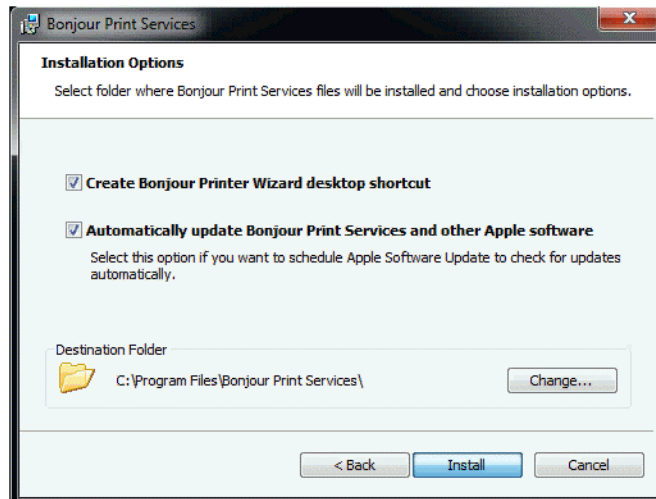 Bonjour Print Services
Installation Options
Select folder where Bonjour Print Services files will be installed and choose installation options.
Create Bonjour Printer Wizard desktop shortcut
Automatically update Bonjour Print Services and other Apple software
Select this option if you want to schedule Apple Software Update to check for updates
automatically.
Destination Folder
C:\Program Files\Bonjour Print Services\
Change...
< Back
Install
Cancel